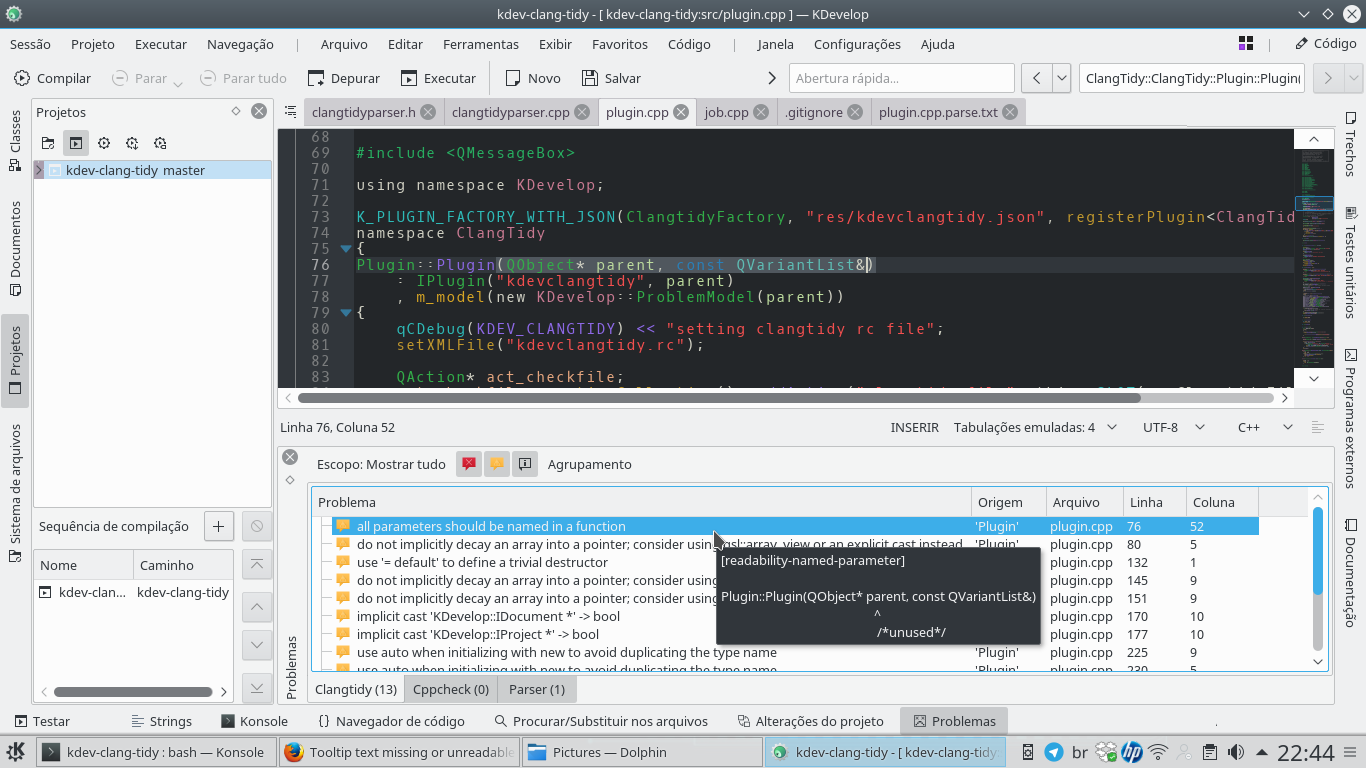 kdev-clang-tidy - [ kdev-clang-tidy:src/plugin.cpp ] — KDevelop
Sessão Projeto Executar Navegação Arquivo Editar Ferramentas Exibir Favoritos Código Janela Configurações Ajuda Código
Compilar Parar Parar tudo Depurar Executar Novo Salvar Abertura rápida... ClangTidy::ClangTidy::Plugin::Plugin(
Classes
Documentos
Projetos
Sistema de arquivos
Projetos
kdev-clang-tidy master
Sequência de compilação
Nome Caminho
kdev-clan... kdev-clang-tidy
clangtidyparser.h clangtidyparser.cpp plugin.cpp job.cpp .gitignore plugin.cpp.parse.txt
68
69 #include <QMessageBox>
70
71 using namespace KDevelop;
72
73 K_PLUGIN_FACTORY_WITH_JSON(ClangtidyFactory, "res/kdevclangtidy.json", registerPlugin<ClangTid
74 namespace ClangTidy
75 {
76 Plugin::Plugin(QObject* parent, const QVariantList&)
77 : IPlugin("kdevclangtidy", parent)
78 , m_model(new KDevelop::ProblemModel(parent))
79 {
80 qCDebug(KDEV_CLANGTIDY) << "setting clangtidy rc file";
81 setXMLFile("kdevclangtidy.rc");
82
83 QAction* act_checkfile;
Linha 76, Coluna 52 INSERIR Tabulações emuladas: 4 UTF-8 C++
Trechos
Testes unitários
Programas externos
Documentação
Problemas
Escopo: Mostrar tudo Agrupamento
Problema Origem Arquivo Linha Coluna
all parameters should be named in a function 'Plugin' plugin.cpp 76 52
do not implicitly decay an array into a pointer; consider using gsl::array_view or an explicit cast instead 'Plugin' plugin.cpp 80 5
use '= default' to define a trivial destructor plugin.cpp 132 1
do not implicitly decay an array into a pointer; consider using plugin.cpp 145 9
do not implicitly decay an array into a pointer; consider using plugin.cpp 151 9
implicit cast 'KDevelop::IDocument *' -> bool plugin.cpp 170 10
implicit cast 'KDevelop::IProject *' -> bool plugin.cpp 177 10
use auto when initializing with new to avoid duplicating the type name 'Plugin' plugin.cpp 225 9
use auto when initializing with new to avoid duplicating the type name 'Plugin' plugin.cpp 230 5
[readability-named-parameter]
Plugin::Plugin(QObject* parent, const QVariantList&)
^
/*unused*/
Clangtidy (13) Cppcheck (0) Parser (1)
Testar Strings Konsole Navegador de código Procurar/Substituir nos arquivos Alterações do projeto Problemas
kdev-clang-tidy : bash — Konsole Tooltip text missing or unreadable Pictures — Dolphin kdev-clang-tidy - [ kdev-clang-tidy: br hp 22:44